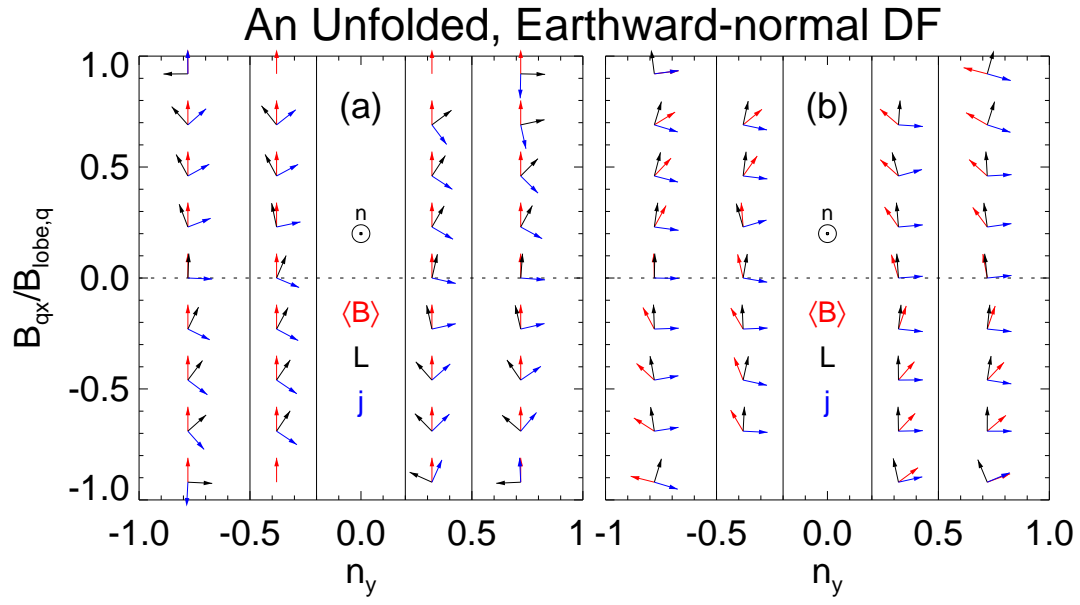 An Unfolded, Earthward-normal DF
(a)
(b)
B_qx/B_lobe,q
1.0
0.5
0.0
-0.5
-1.0
n
⟨B⟩
L
j
n
⟨B⟩
L
j
-1.0 -0.5 0.0 0.5 1
-1 -0.5 0.0 0.5 1.0
n_y
n_y